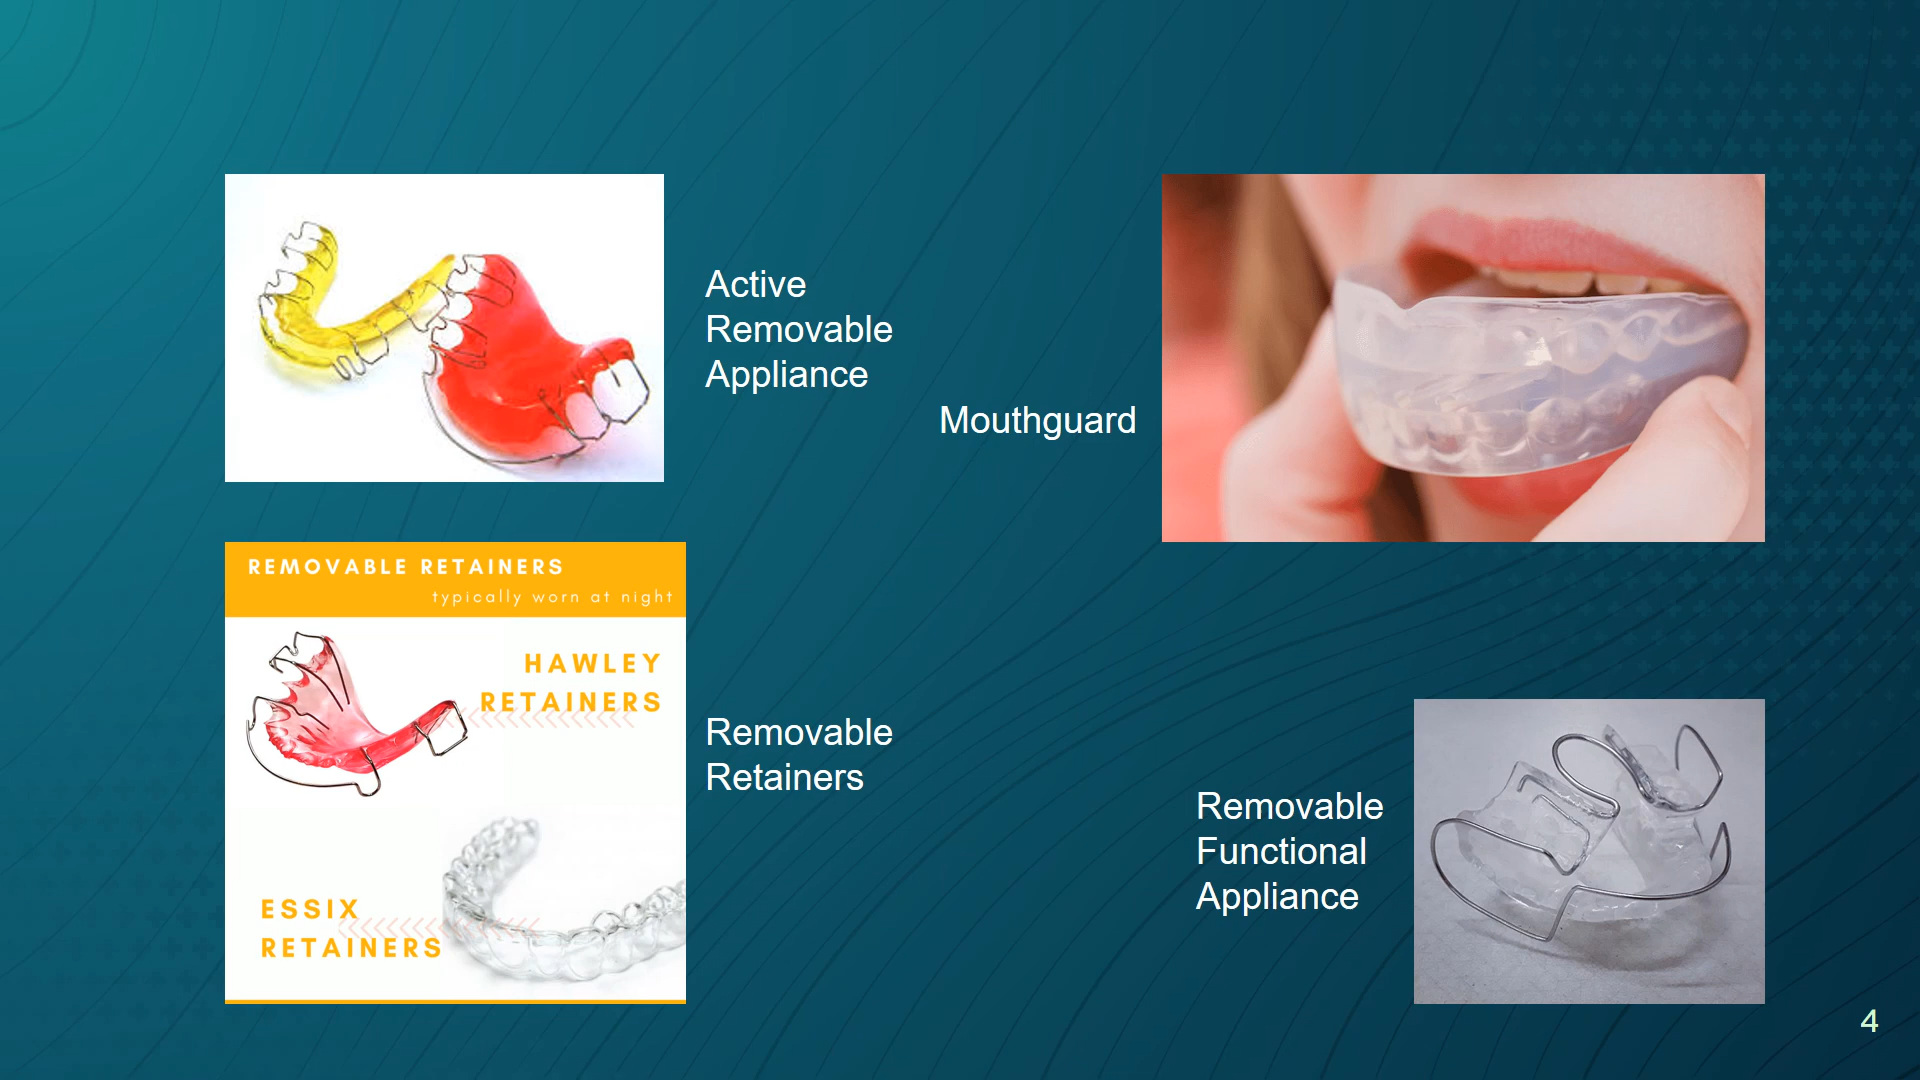 Active
Removable
Appliance
Mouthguard
REMOVABLE RETAINERS
typically worn at night
HAWLEY
RETAINERS
ESSIX
RETAINERS
Removable
Retainers
Removable
Functional
Appliance
4